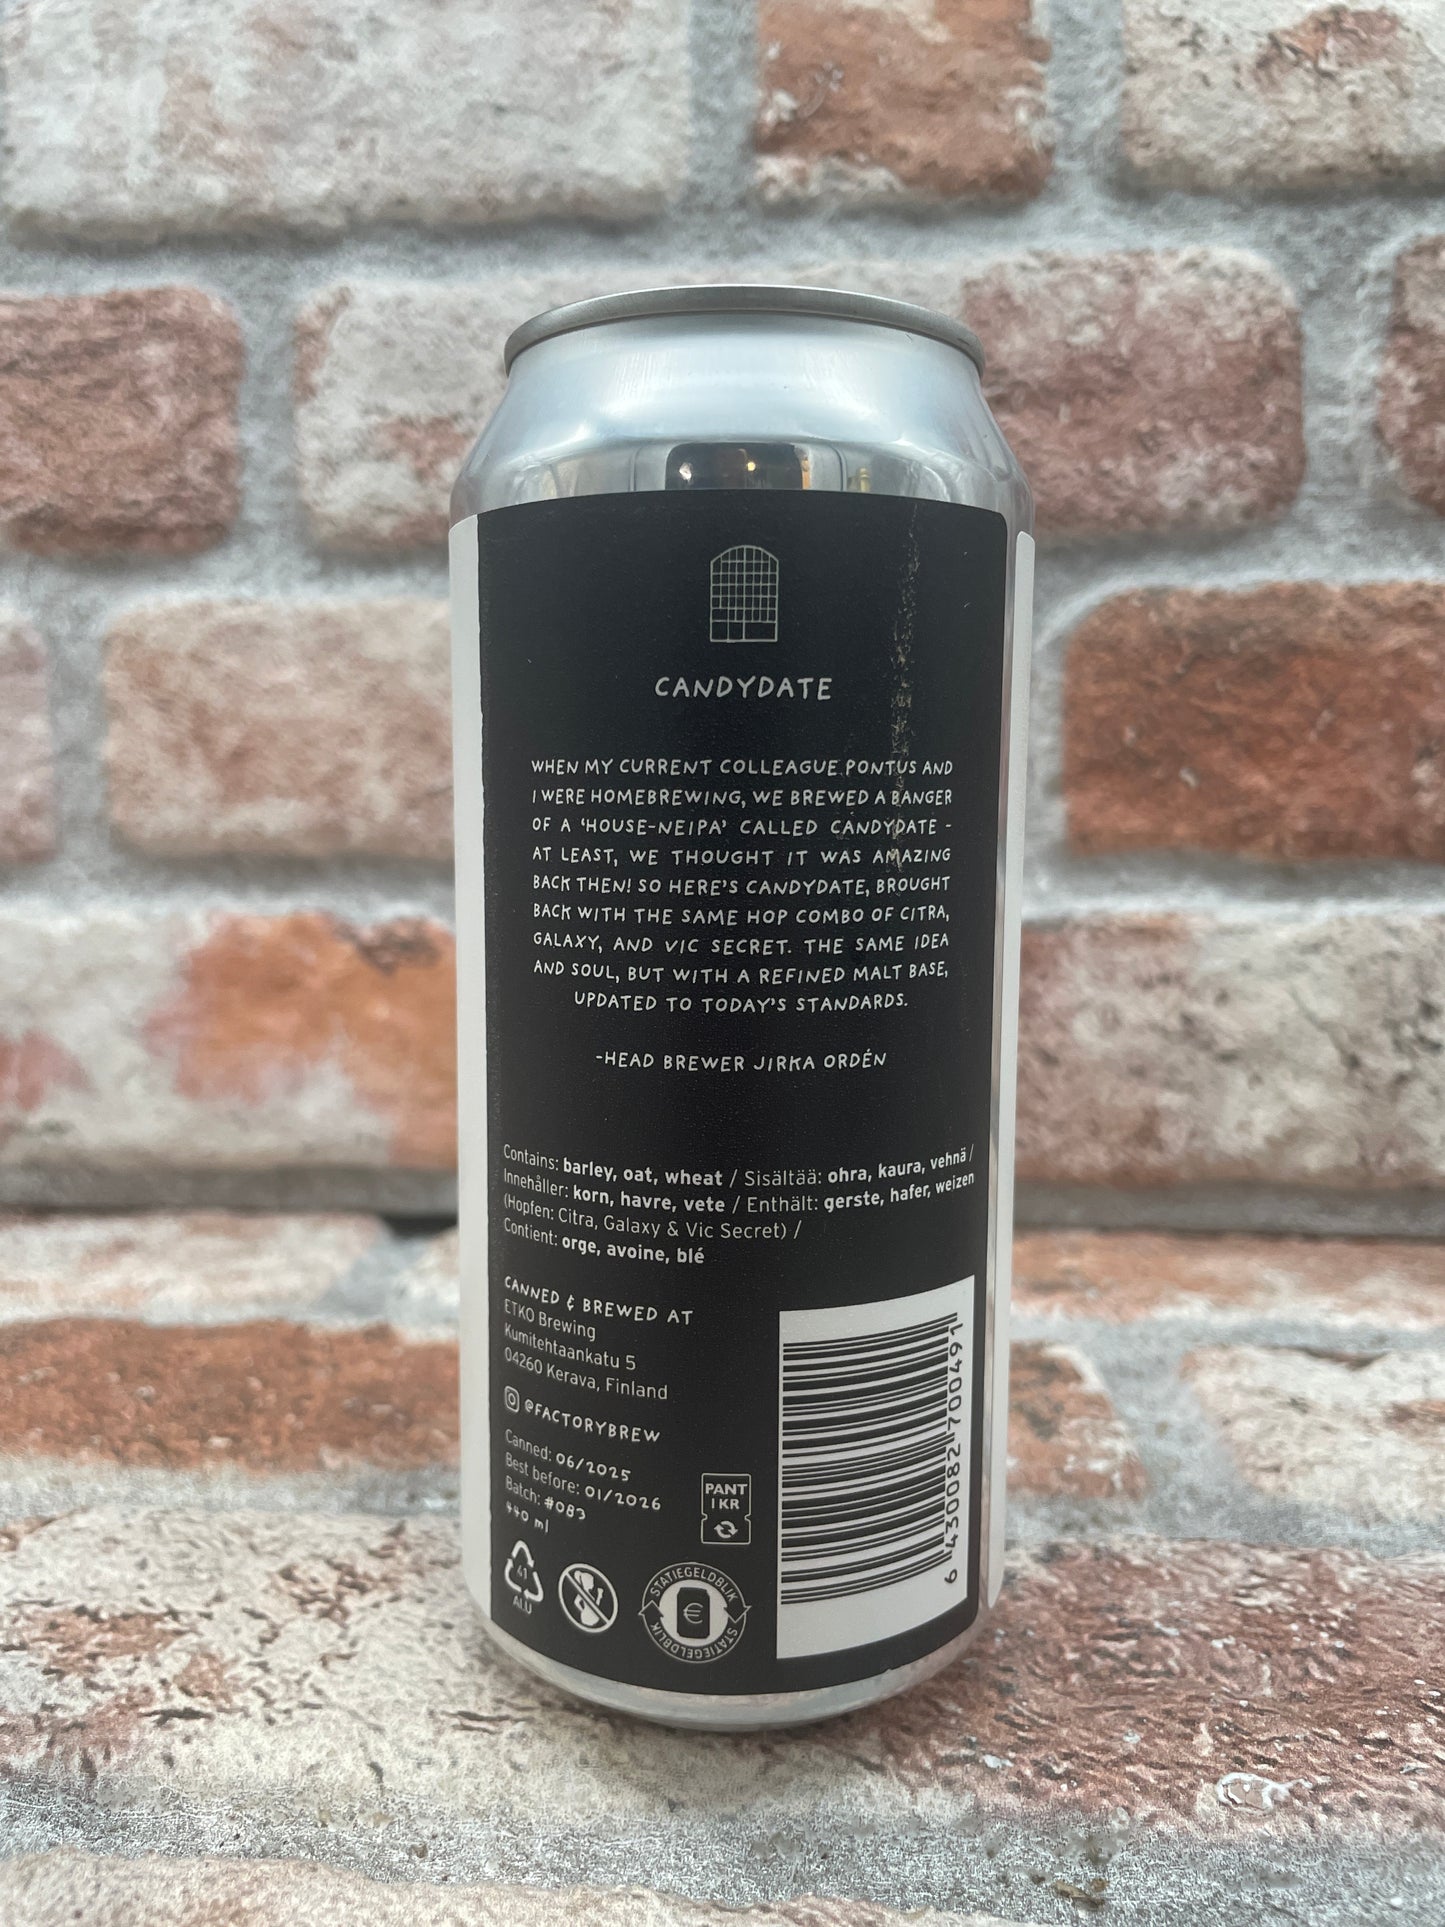 CANDYDATE
WHEN MY CURRENT COLLEAGUE PONTUS AND
I WERE HOMEBREWING, WE BREWED A BANGER
OF A 'HOUSE-NEIPA' CALLED CANDYDATE -
AT LEAST, WE THOUGHT IT WAS AMAZING
BACK THEN! SO HERE'S CANDYDATE, BROUGHT
BACK WITH THE SAME HOP COMBO OF CITRA,
GALAXY, AND VIC SECRET. THE SAME IDEA
AND SOUL, BUT WITH A REFINED MALT BASE,
UPDATED TO TODAY'S STANDARDS.
-HEAD BREWER JIRKA ORDÉN
Contains: barley, oat, wheat / Sisältää: ohra, kaura, vehnä /
Innehåller: korn, havre, vete / Enthält: gerste, hafer, weizen
(Hopfen: Citra, Galaxy & Vic Secret) /
Contient: orge, avoine, blé
CANNED & BREWED AT
ETKO Brewing
Kumitehtaankatu 5
04260 Kerava, Finland
@FACTORYBREW
Canned: 06/2025
Best before: 01/2026
Batch: #083
440 ml
PANT
1 KR
41
ALU
STATIEGELDBLIK
€
STATIEGELDBLIK
6 430082 700491